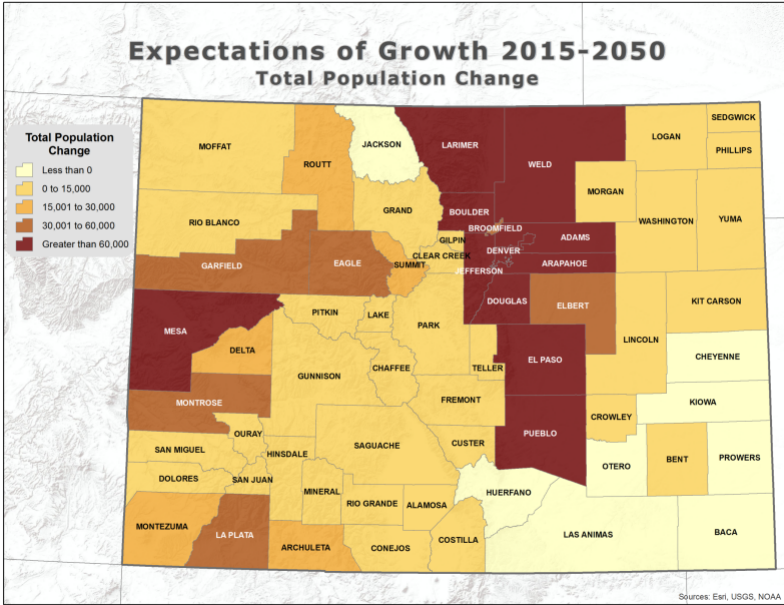 Expectations of Growth 2015-2050
Total Population Change
Total Population
Change
Less than 0
0 to 15,000
15,001 to 30,000
30,001 to 60,000
Greater than 60,000
SEDGWICK
LOGAN
PHILLIPS
MOFFAT
JACKSON
LARIMER
WELD
ROUTT
MORGAN
GRAND
BOULDER
WASHINGTON
YUMA
RIO BLANCO
BROOMFIELD
GILPIN
ADAMS
DENVER
CLEAR CREEK
GARFIELD
EAGLE
SUMMIT
ARAPAHOE
JEFFERSON
DOUGLAS
ELBERT
KIT CARSON
PITKIN
LAKE
PARK
MESA
LINCOLN
DELTA
CHEYENNE
EL PASO
CHAFFEE
TELLER
GUNNISON
FREMONT
KIOWA
MONTROSE
CROWLEY
OURAY
PUEBLO
SAGUACHE
CUSTER
SAN MIGUEL
HINSDALE
BENT
PROWERS
OTERO
DOLORES
SAN JUAN
MINERAL
HUERFANO
RIO GRANDE
ALAMOSA
MONTEZUMA
LA PLATA
LAS ANIMAS
BACA
COSTILLA
ARCHULETA
CONEJOS
Sources: Esri, USGS, NOAA